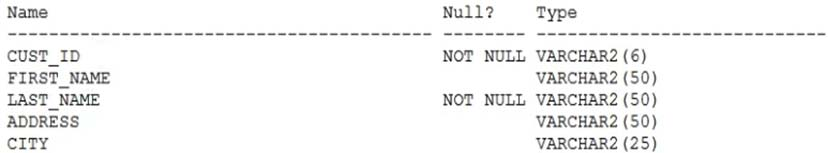 Name Null? Type
----------------------------------------- -------- ----------------------------
CUST_ID NOT NULL VARCHAR2(6)
FIRST_NAME VARCHAR2(50)
LAST_NAME NOT NULL VARCHAR2(50)
ADDRESS VARCHAR2(50)
CITY VARCHAR2(25)